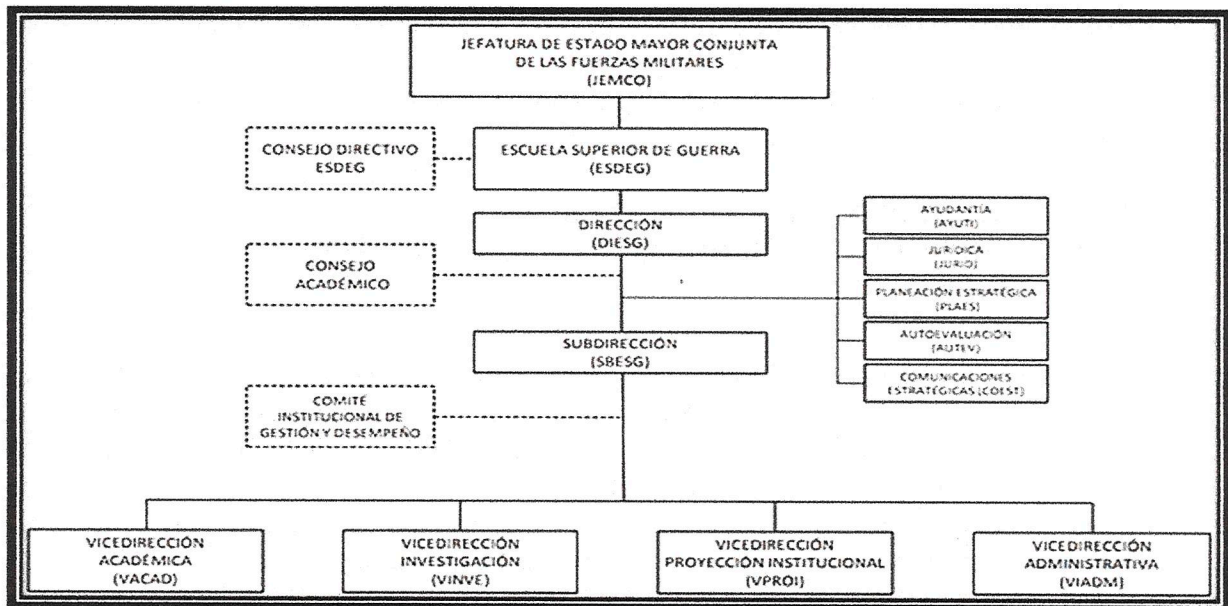 JEFATURA DE ESTADO MAYOR CONJUNTA
DE LAS FUERZAS MILITARES
(JEMCO)
CONSEJO DIRECTIVO
ESDEG
ESCUELA SUPERIOR DE GUERRA
(ESDEG)
DIRECCIÓN
(DIESG)
AYUDANTÍA
(AYUTI)
JURIDICA
(JURID)
PLANEACIÓN ESTRATÉGICA
(PLAES)
AUTOEVALUACIÓN
(AUTEV)
COMUNICACIONES
ESTRATÉGICAS (COEST)
CONSEJO
ACADÉMICO
SUBDIRECCIÓN
(SBESG)
COMITÉ
INSTITUCIONAL DE
GESTIÓN Y DESEMPEÑO
VICEDIRECCIÓN
ACADÉMICA
(VACAD)
VICEDIRECCIÓN
INVESTIGACIÓN
(VINVE)
VICEDIRECCIÓN
PROYECCIÓN INSTITUCIONAL
(VPROI)
VICEDIRECCIÓN
ADMINISTRATIVA
(VIADM)